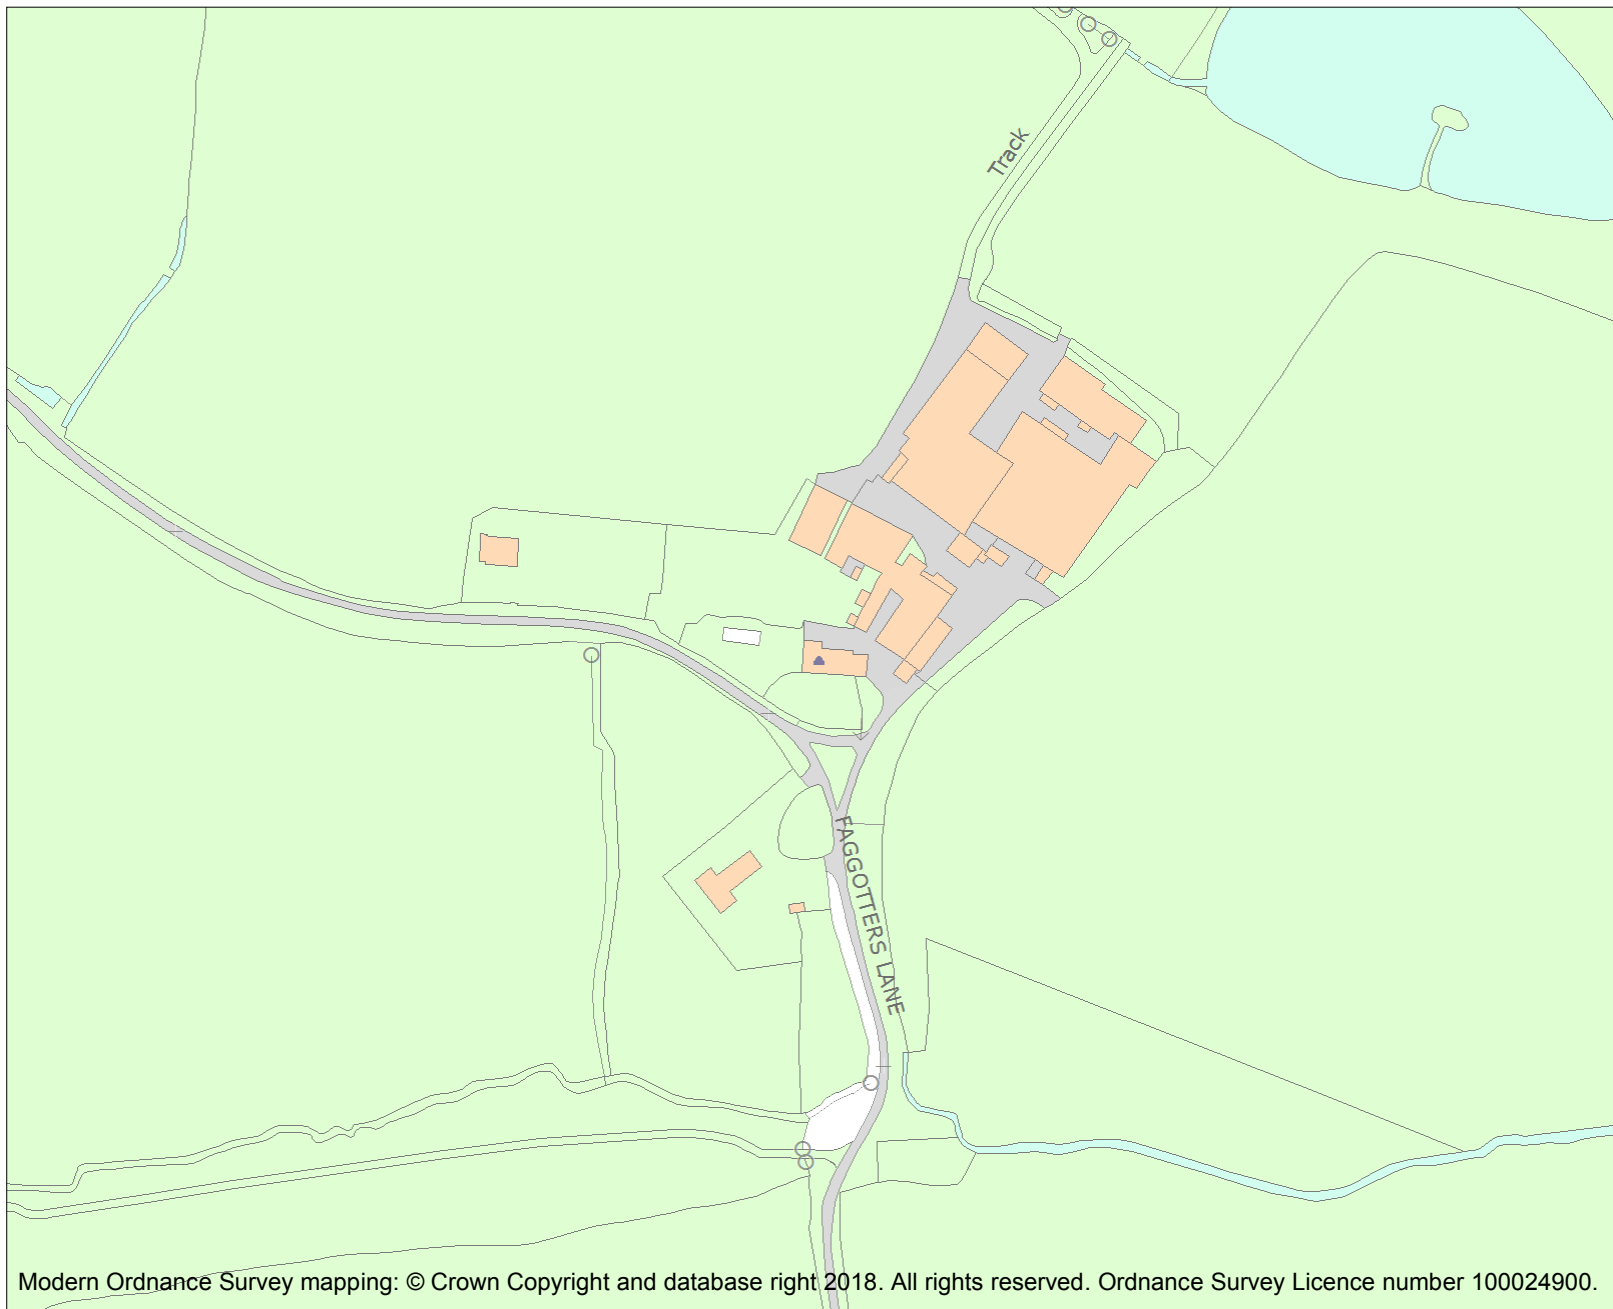 Track
FAGGOTTERS LANE
Modern Ordnance Survey mapping: © Crown Copyright and database right 2018. All rights reserved. Ordnance Survey Licence number 100024900.